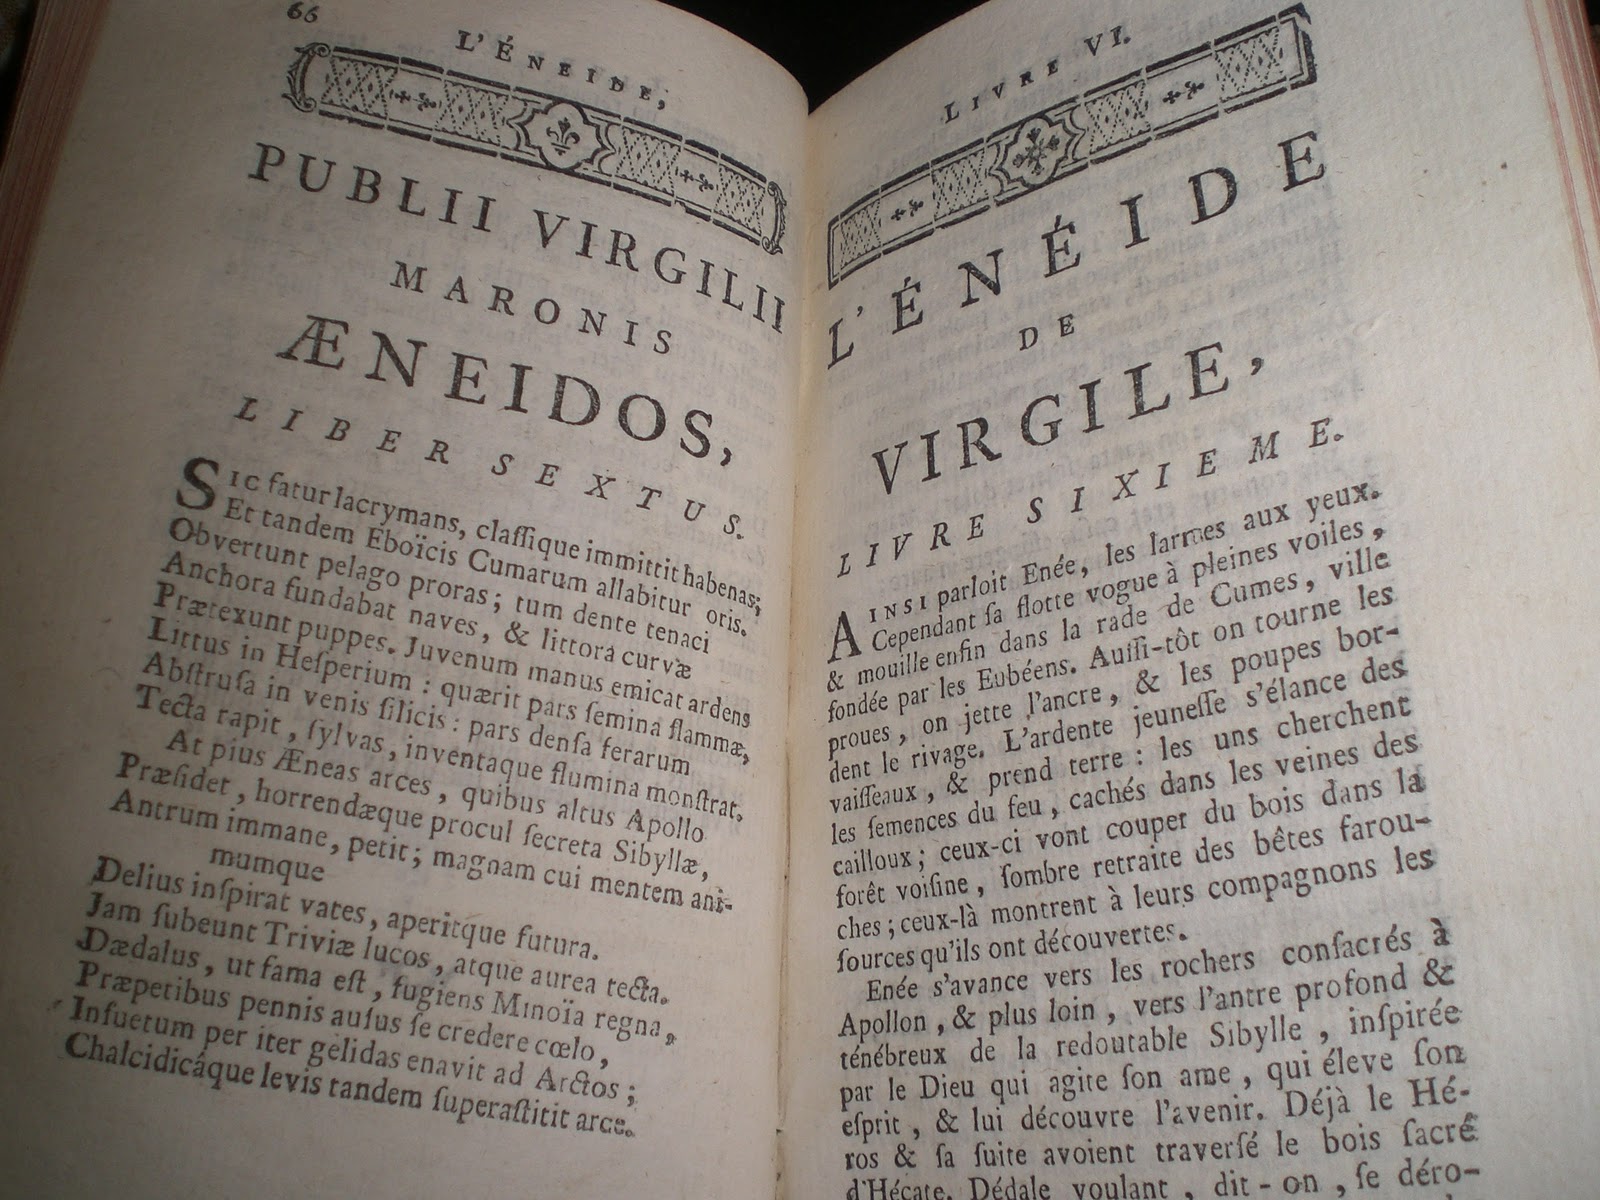 66
L'ÉNEIDE,
PUBLII VIRGILII
MARONIS
ÆNEIDOS,
LIBER SEXTUS.
SIC fatur lacrymans, claſſique immittit habenas;
Et tandem Eboïcis Cumarum allabitur oris.
Obvertunt pelago proras; tum dente tenaci
Anchora fundabat naves, & littora curvæ
Prætexunt puppes. Juvenum manus emicat ardens
Littus in Heſperium: quærit pars ſemina flammæ,
Abſtruſa in venis ſilicis: pars denſa ferarum
Tecta rapit, ſylvas, inventaque flumina monſtrat.
At pius Æneas arces, quibus altus Apollo
Præſidet, horrendæque procul ſecreta Sibyllæ,
Antrum immane, petit; magnam cui mentem ani-
mumque
Delius inſpirat vates, aperitque futura.
Jam ſubeunt Triviæ lucos, atque aurea tecta.
Dædalus, ut fama eſt, fugiens Minoïa regna,
Præpetibus pennis auſus ſe credere cœlo,
Inſuetum per iter gelidas enavit ad Arctos;
Chalcidicâque levis tandem ſuperaſtitit arce.
LIVRE VI.
L'ÉNÉIDE
DE
VIRGILE,
LIVRE SIXIEME.
AINSI parloit Enée, les larmes aux yeux.
Cependant ſa flotte vogue à pleines voiles,
& mouille enfin dans la rade de Cumes, ville
fondée par les Eubéens. Auſſi-tôt on tourne les
proues, on jette l'ancre, & les poupes bor-
dent le rivage. L'ardente jeuneſſe s'élance des
vaiſſeaux, & prend terre: les uns cherchent
les ſemences du feu, cachés dans les veines des
cailloux; ceux-ci vont couper du bois dans la
forêt voiſine, ſombre retraite des bêtes farou-
ches; ceux-là montrent à leurs compagnons les
ſources qu'ils ont découvertes.
Enée s'avance vers les rochers conſacrés à
Apollon, & plus loin, vers l'antre profond &
ténébreux de la redoutable Sibylle, inſpirée
par le Dieu qui agite ſon ame, qui éleve ſon
eſprit, & lui découvre l'avenir. Déjà le Hé-
ros & ſa ſuite avoient traverſé le bois ſacré
d'Hécate. Dédale voulant, dit-on, ſe déro-